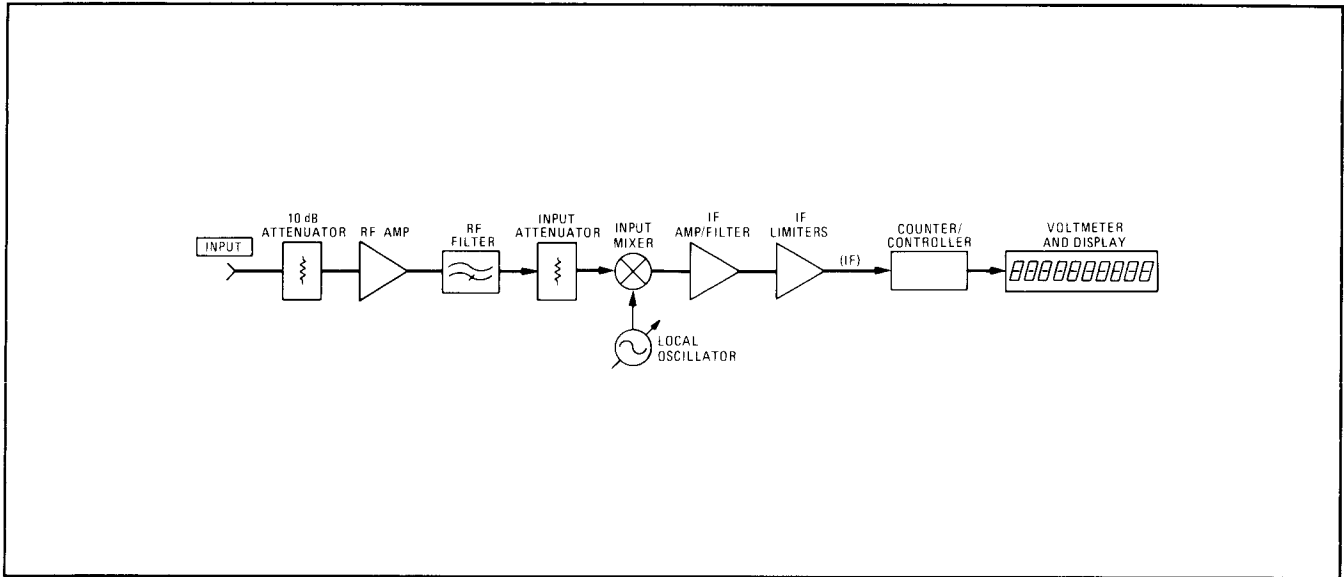 INPUT
10 dB
ATTENUATOR
RF AMP
RF
FILTER
INPUT
ATTENUATOR
INPUT
MIXER
LOCAL
OSCILLATOR
IF
AMP/FILTER
IF
LIMITERS
(IF)
COUNTER/
CONTROLLER
VOLTMETER
AND DISPLAY
8888888888